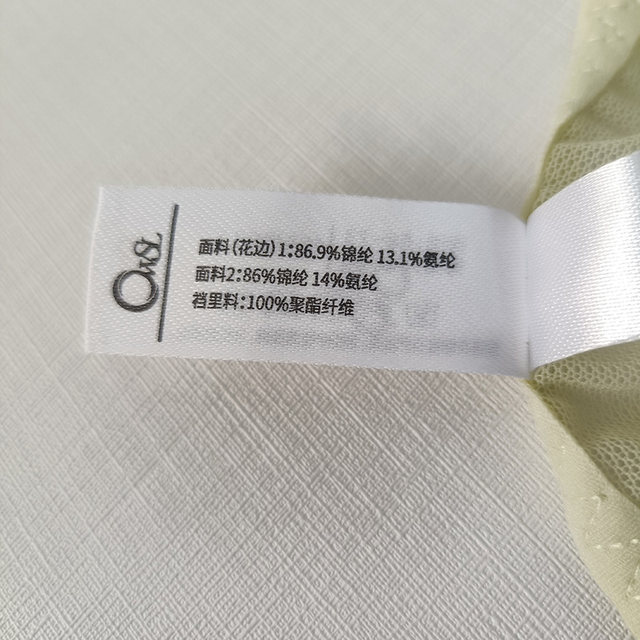 OWSL
面料(花边)1:86.9%锦纶 13.1%氨纶
面料2:86%锦纶 14%氨纶
裆里料:100%聚酯纤维